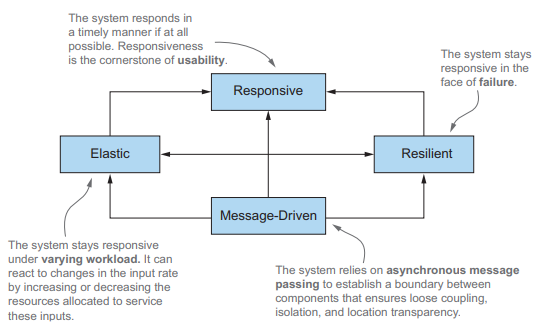 The system responds in
a timely manner if at all
possible. Responsiveness
is the cornerstone of usability.
The system stays
responsive in the
face of failure.
Responsive
Elastic
Resilient
Message-Driven
The system stays responsive
under varying workload. It can
react to changes in the input rate
by increasing or decreasing the
resources allocated to service
these inputs.
The system relies on asynchronous message
passing to establish a boundary between
components that ensures loose coupling,
isolation, and location transparency.